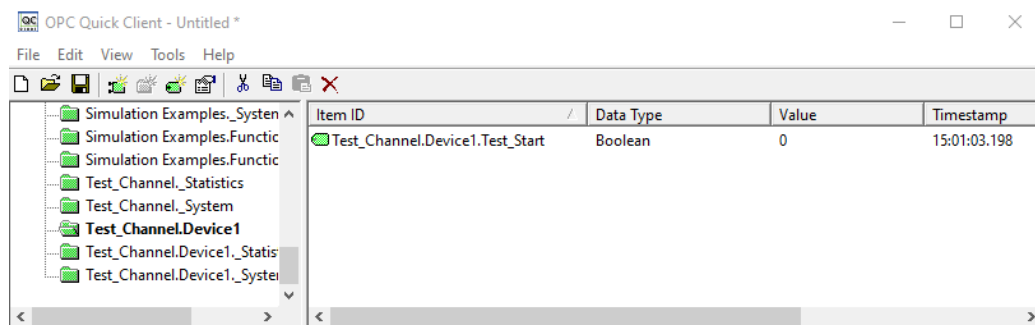 OPC Quick Client - Untitled *
File Edit View Tools Help
Simulation Examples._System
Simulation Examples.Functic
Simulation Examples.Functic
Test_Channel._Statistics
Test_Channel._System
Test_Channel.Device1
Test_Channel.Device1._Statis
Test_Channel.Device1._System
Item ID Data Type Value Timestamp
Test_Channel.Device1.Test_Start Boolean 0 15:01:03.198